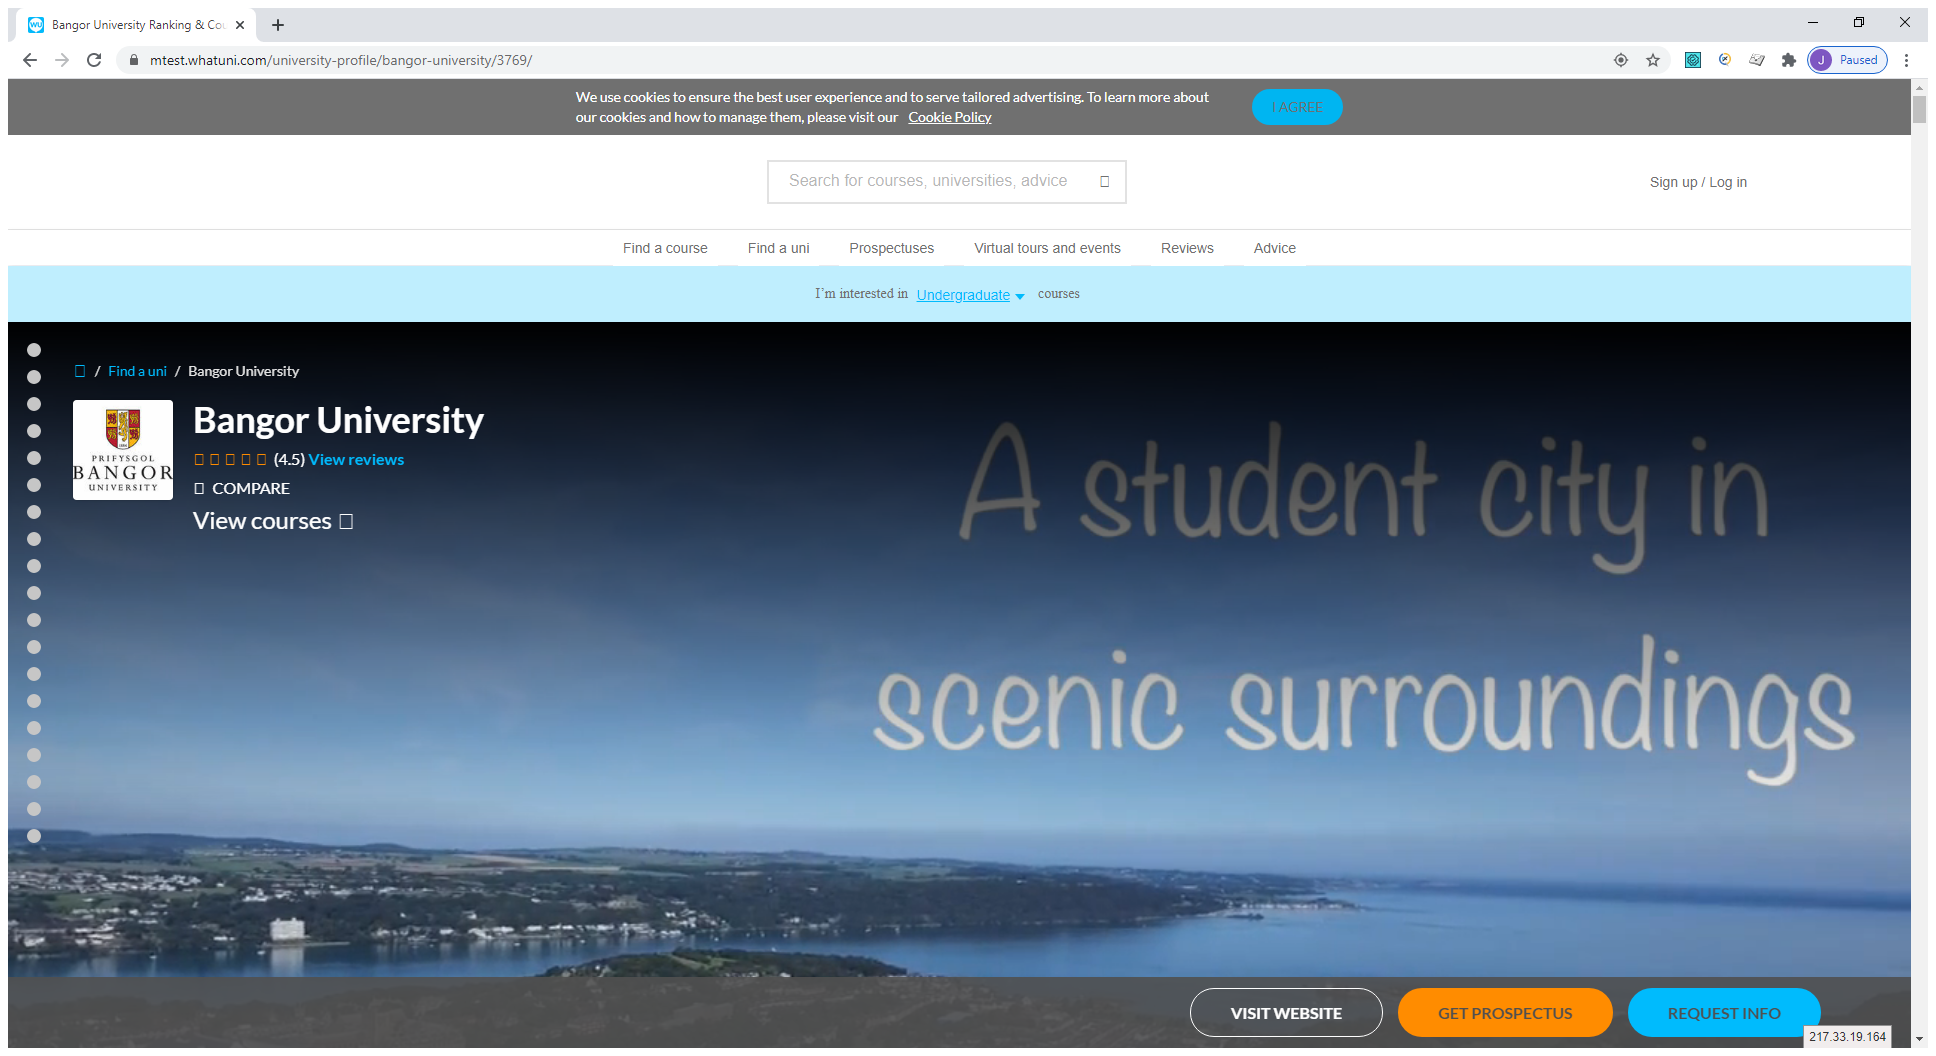 Bangor University Ranking & Cou
mtest.whatuni.com/university-profile/bangor-university/3769/
J Paused
We use cookies to ensure the best user experience and to serve tailored advertising. To learn more about
our cookies and how to manage them, please visit our Cookie Policy
I AGREE
Search for courses, universities, advice
Sign up / Log in
Find a course Find a uni Prospectuses Virtual tours and events Reviews Advice
I'm interested in Undergraduate courses
/ Find a uni / Bangor University
PRIFYSGOL
BANGOR
UNIVERSITY
Bangor University
(4.5) View reviews
COMPARE
View courses
A student city in
scenic surroundings
VISIT WEBSITE GET PROSPECTUS REQUEST INFO
217.33.19.164